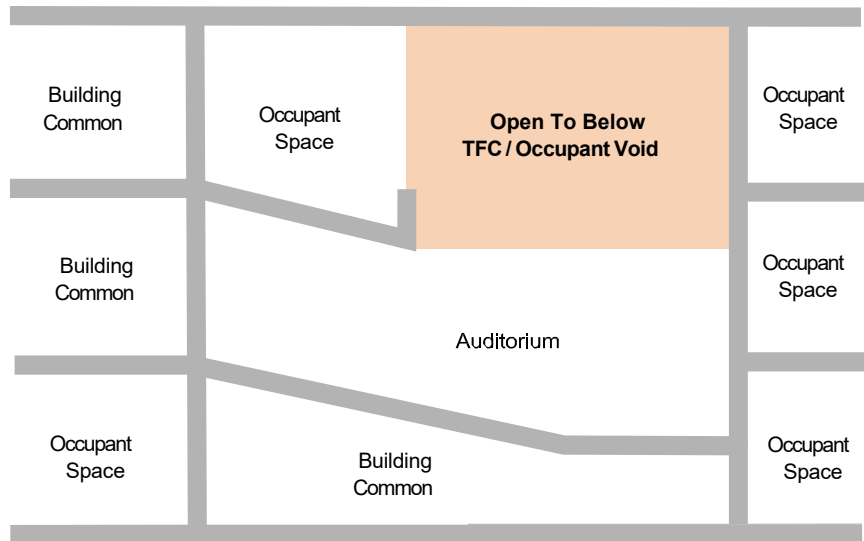 Building
Common
Occupant
Space
Open To Below
TFC / Occupant Void
Occupant
Space
Building
Common
Occupant
Space
Auditorium
Occupant
Space
Building
Common
Occupant
Space